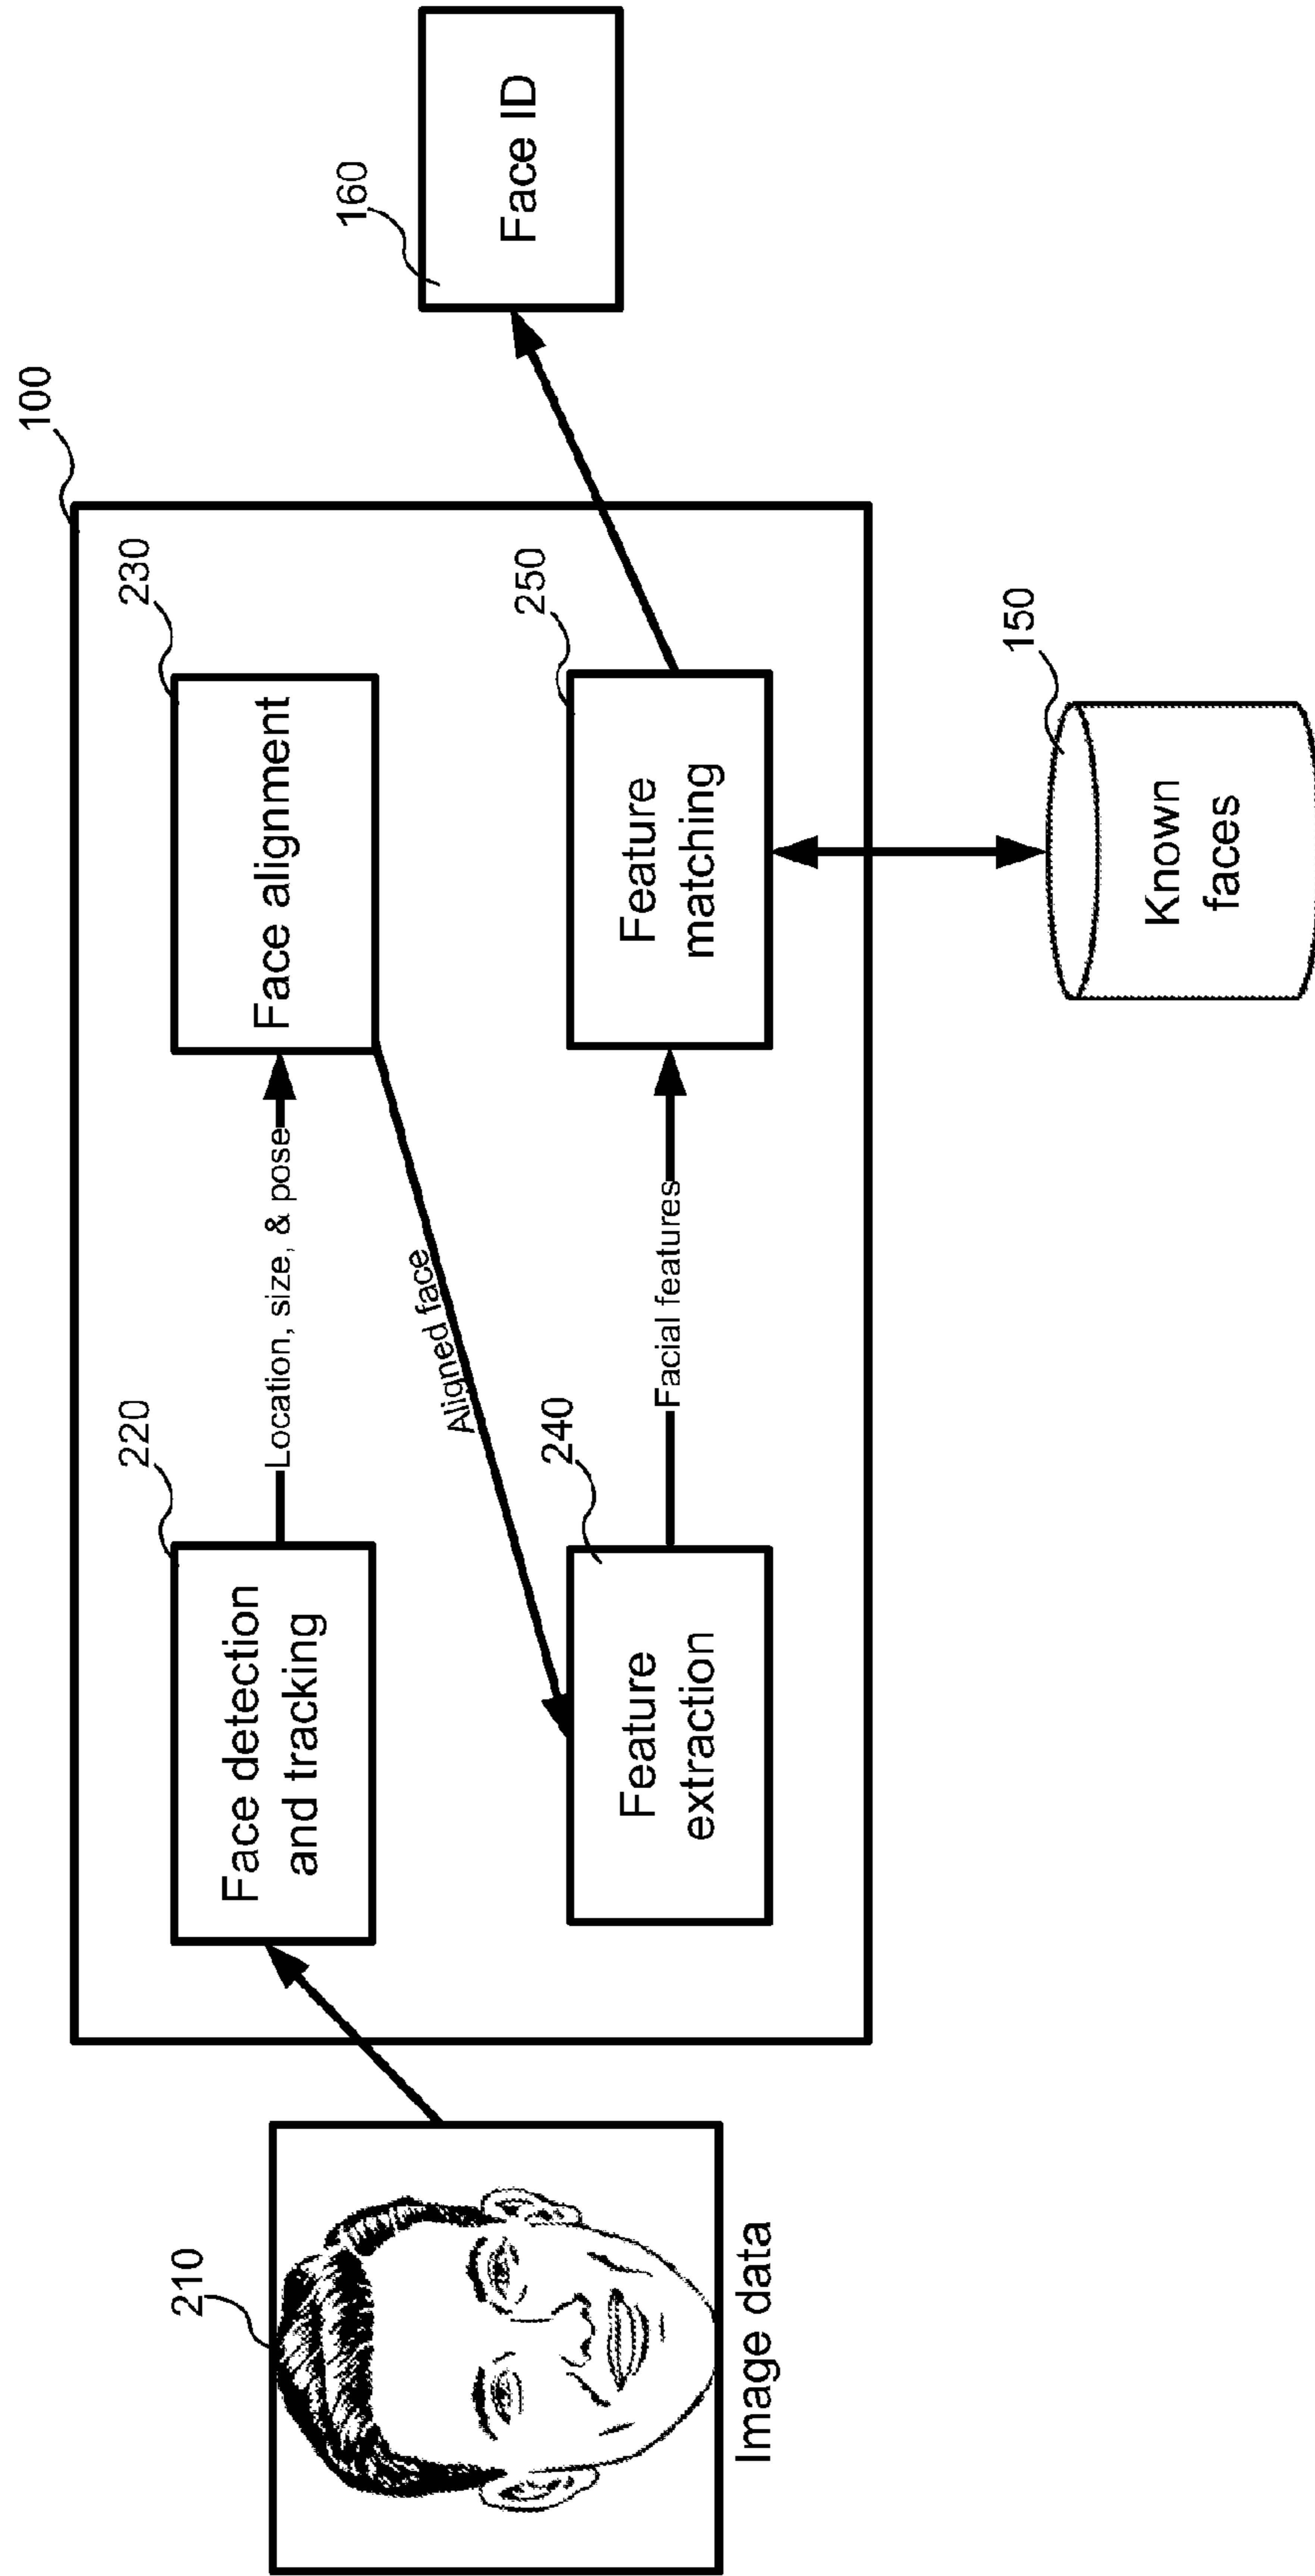 100
210
Image data
220
Face detection
and tracking
Location, size, & pose
230
Face alignment
Aligned face
240
Feature
extraction
Facial features
250
Feature
matching
160
Face ID
150
Known
faces